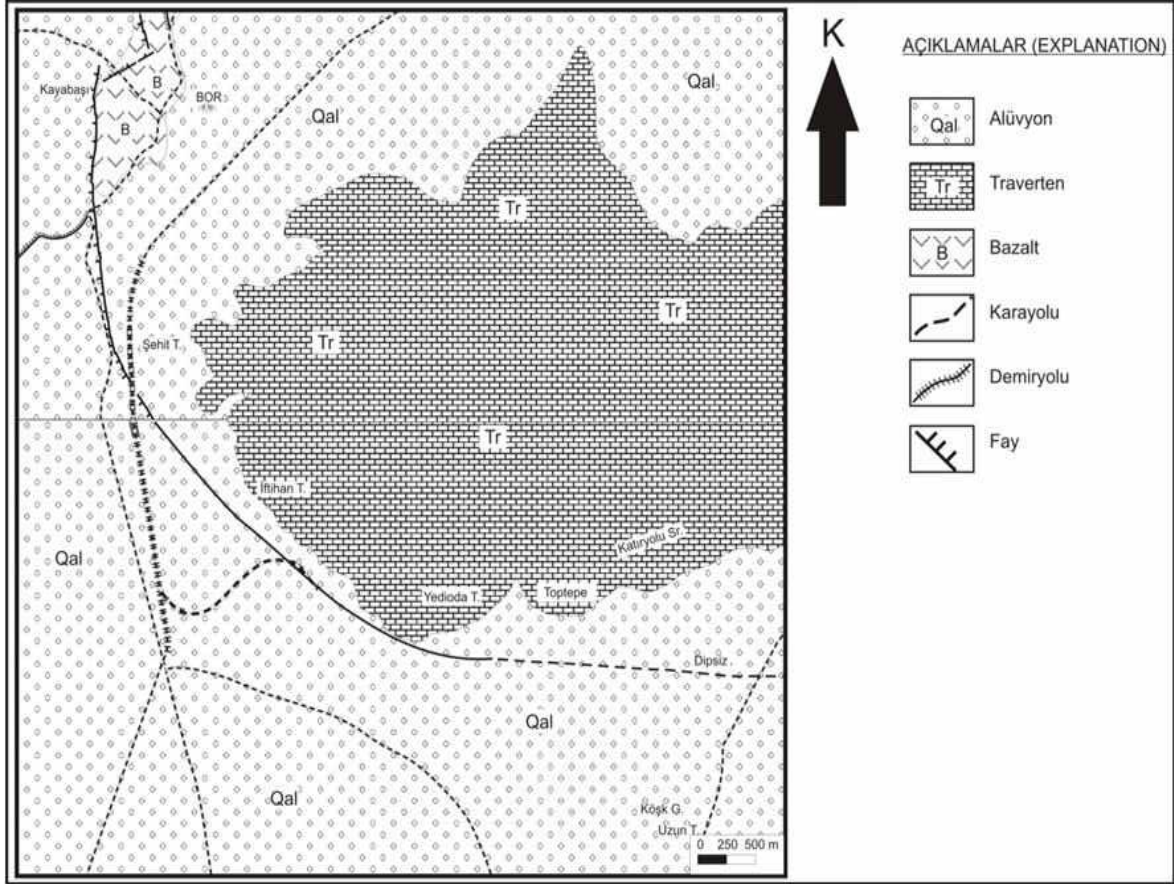 K
AÇIKLAMALAR (EXPLANATION)
Qal
Alüvyon
Tr
Traverten
B
Bazalt
Karayolu
Demiryolu
Fay
B
Kayabaşı
BOR
B
Qal
Qal
Tr
Tr
Şehit T.
Tr
Tr
İftihan T.
Katıryolu Sr.
Qal
Yedioda T.
Toptepe
Dipsiz
Qal
Qal
Köşk G.
Uzun T.
0 250 500 m